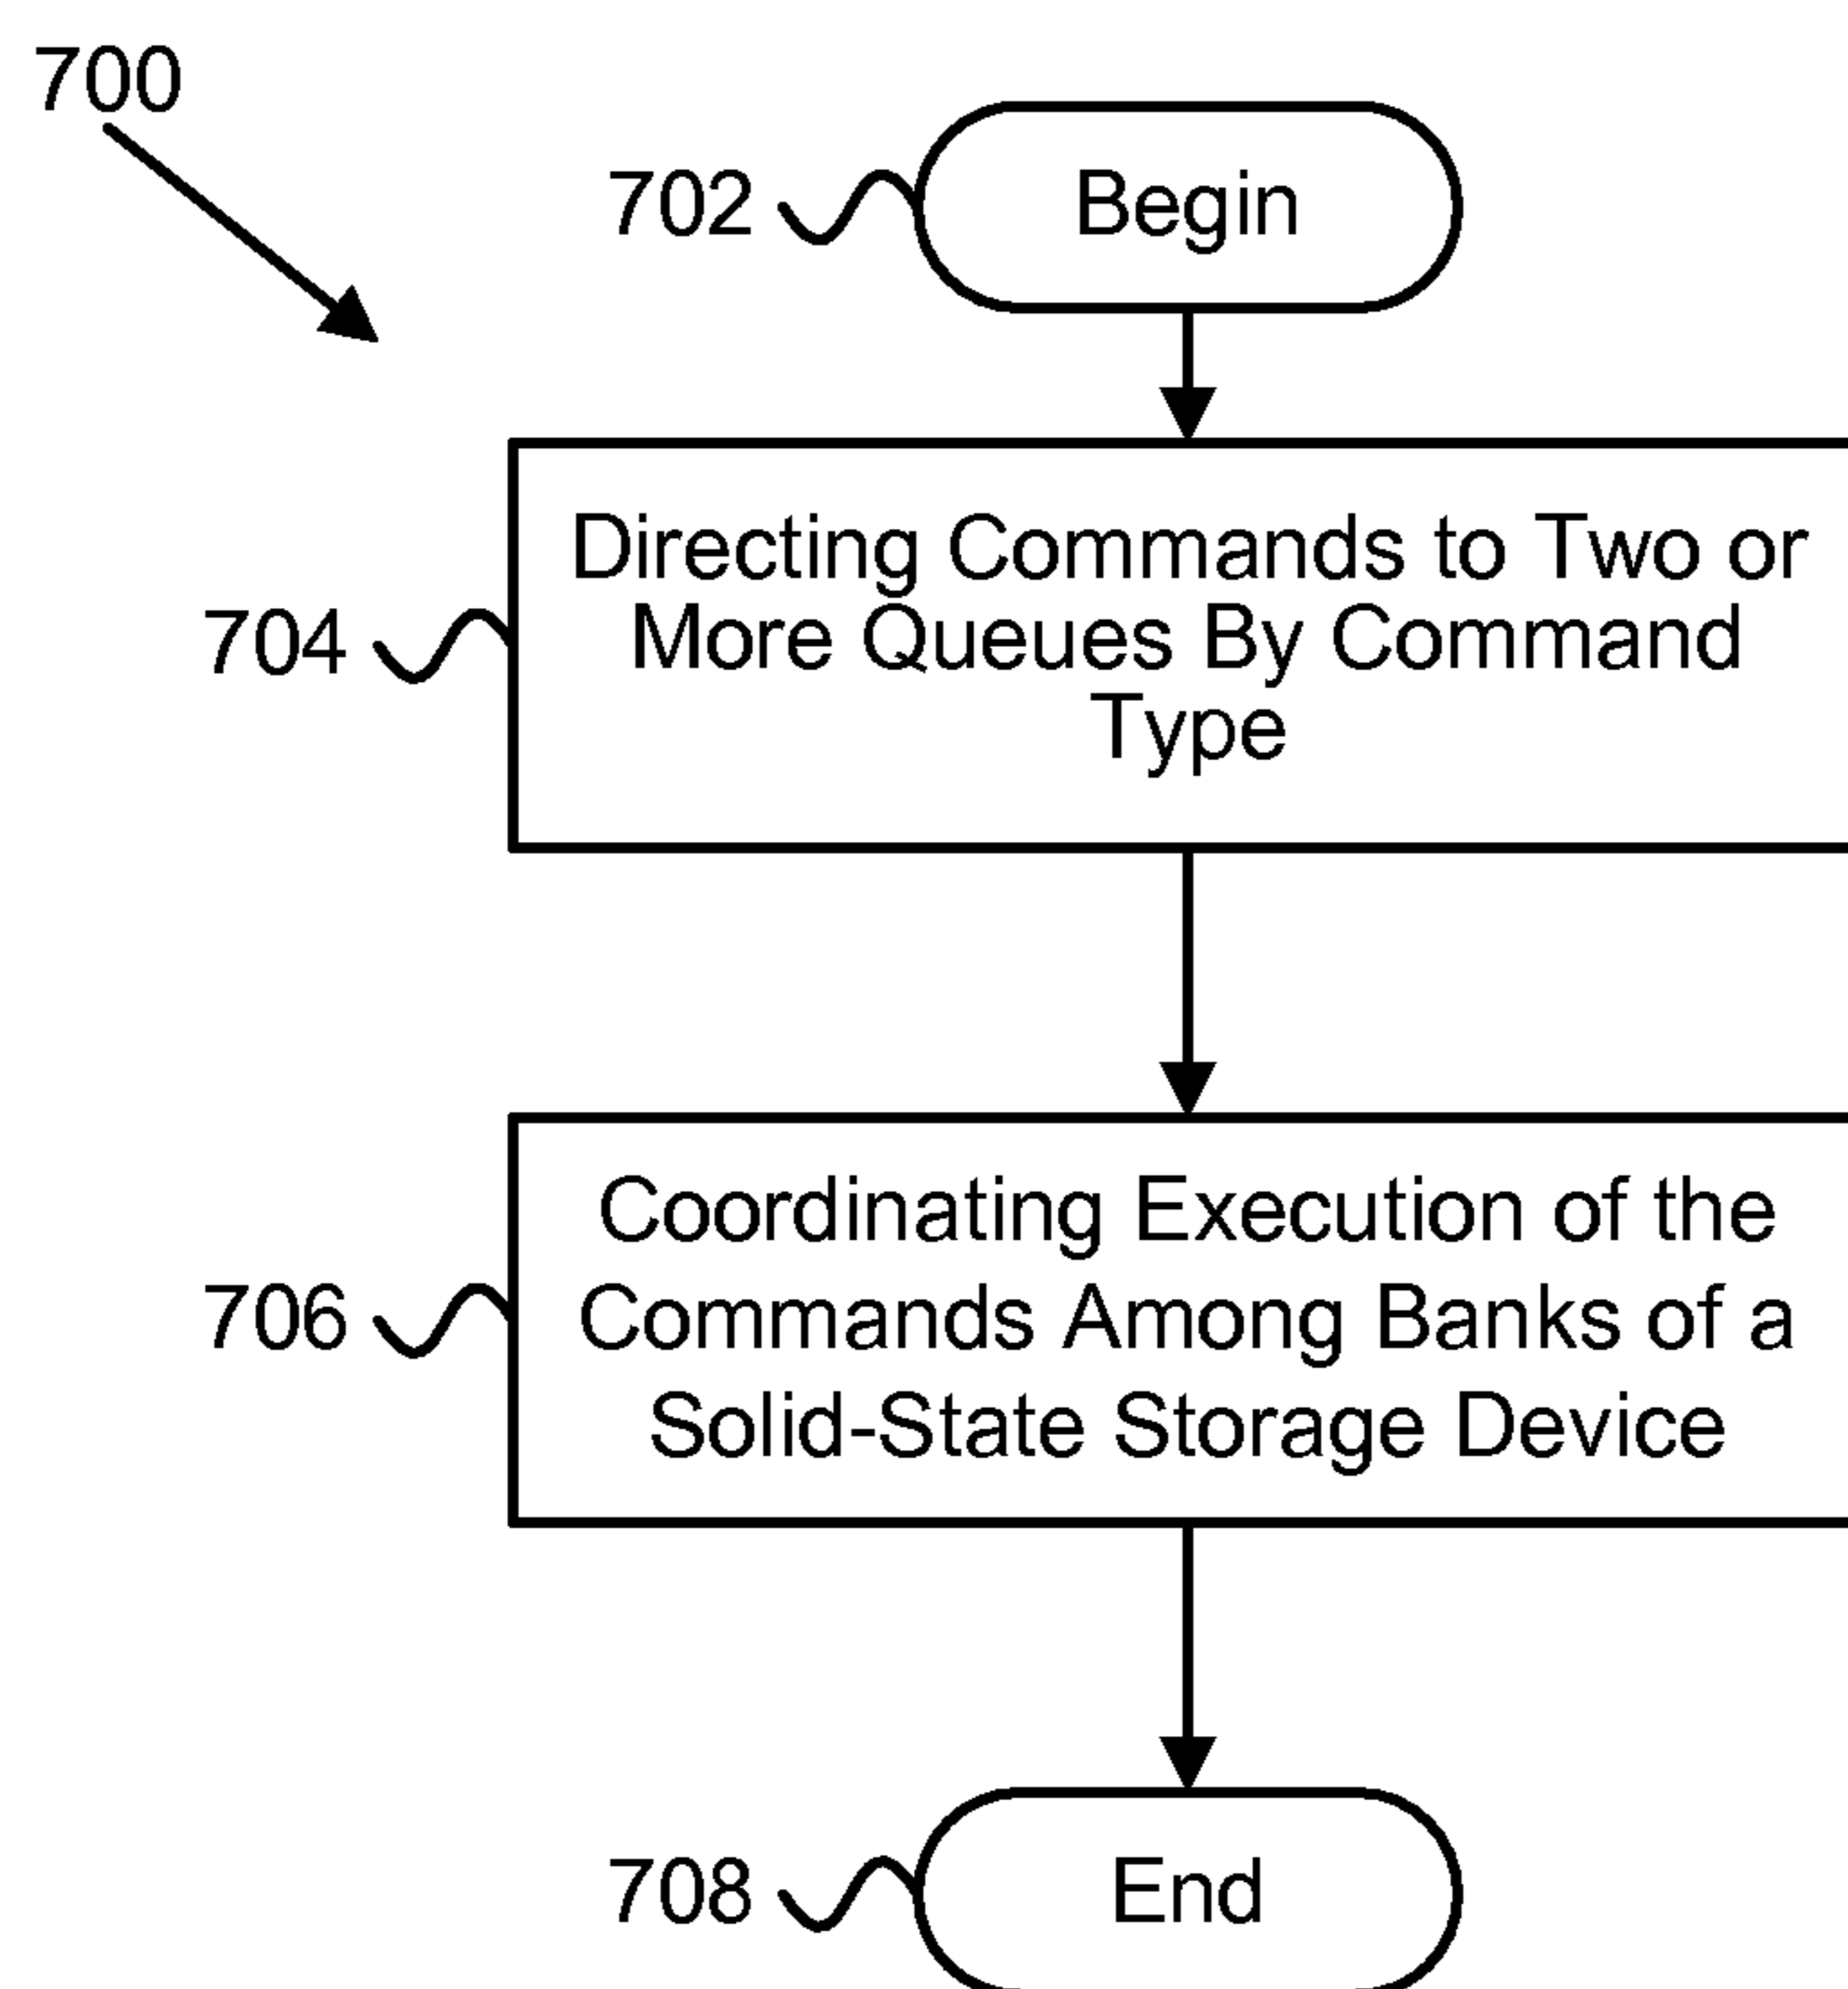 700
702
Begin
Directing Commands to Two or
More Queues By Command
Type
704
Coordinating Execution of the
Commands Among Banks of a
Solid-State Storage Device
706
708
End